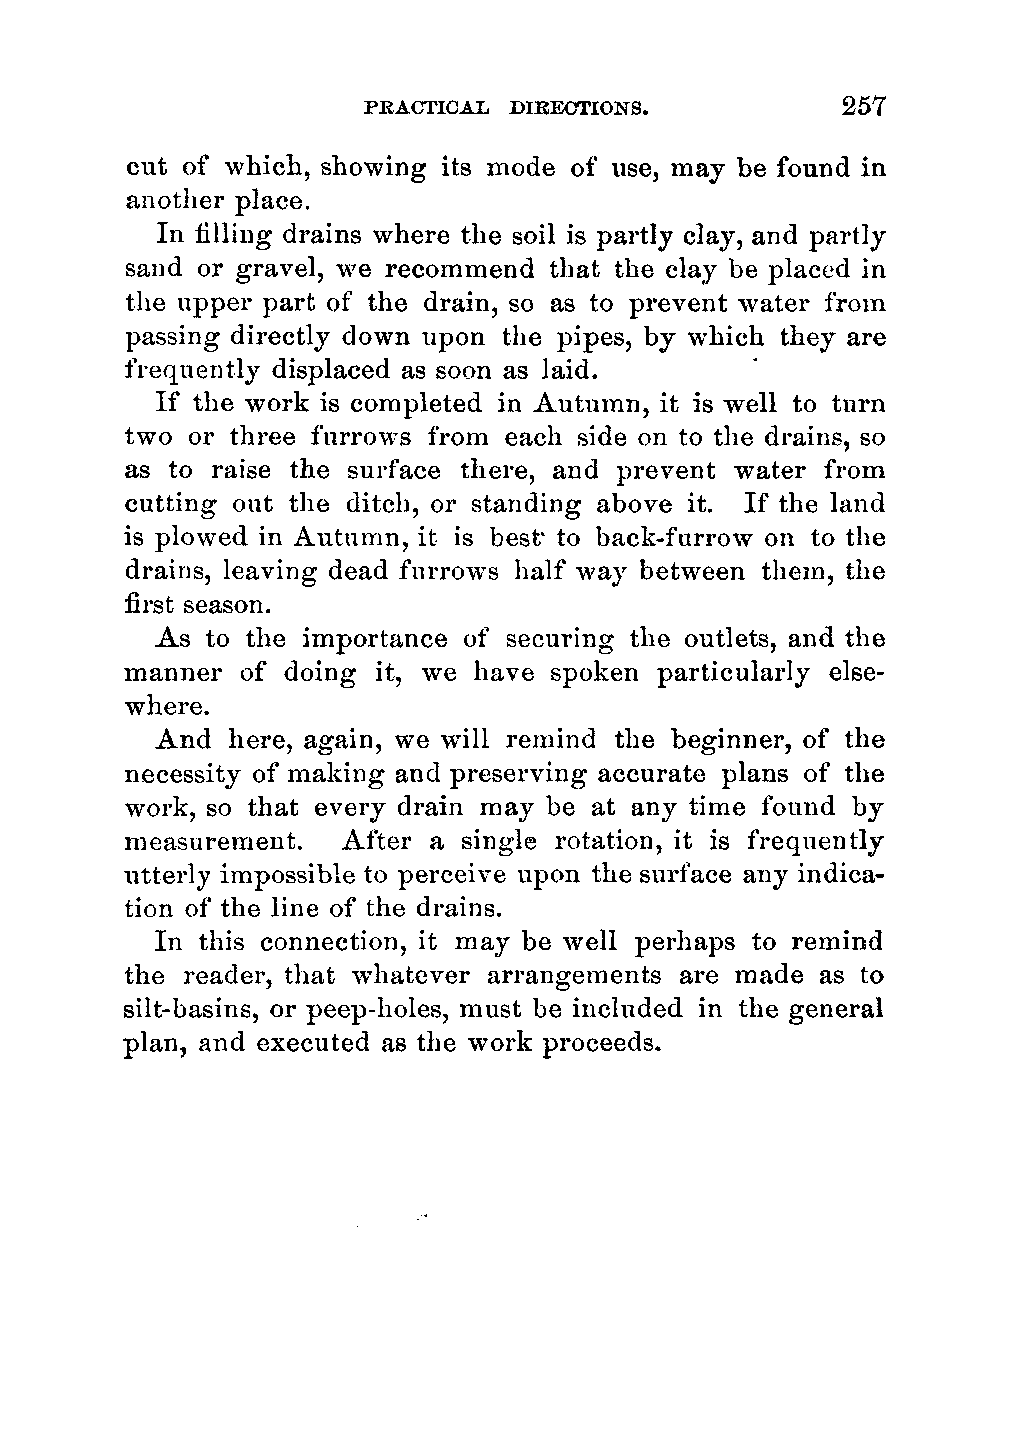 PRACTICAL DIRECTIONS. 257
cut of which, showing its mode of use, may be found in
another place.
In filling drains where the soil is partly clay, and partly
sand or gravel, we recommend that the clay be placed in
the upper part of the drain, so as to prevent water from
passing directly down upon the pipes, by which they are
frequently displaced as soon as laid.
If the work is completed in Autumn, it is well to turn
two or three furrows from each side on to the drains, so
as to raise the surface there, and prevent water from
cutting out the ditch, or standing above it. If the land
is plowed in Autumn, it is best to back-furrow on to the
drains, leaving dead furrows half way between them, the
first season.
As to the importance of securing the outlets, and the
manner of doing it, we have spoken particularly else-
where.
And here, again, we will remind the beginner, of the
necessity of making and preserving accurate plans of the
work, so that every drain may be at any time found by
measurement. After a single rotation, it is frequently
utterly impossible to perceive upon the surface any indica-
tion of the line of the drains.
In this connection, it may be well perhaps to remind
the reader, that whatever arrangements are made as to
silt-basins, or peep-holes, must be included in the general
plan, and executed as the work proceeds.